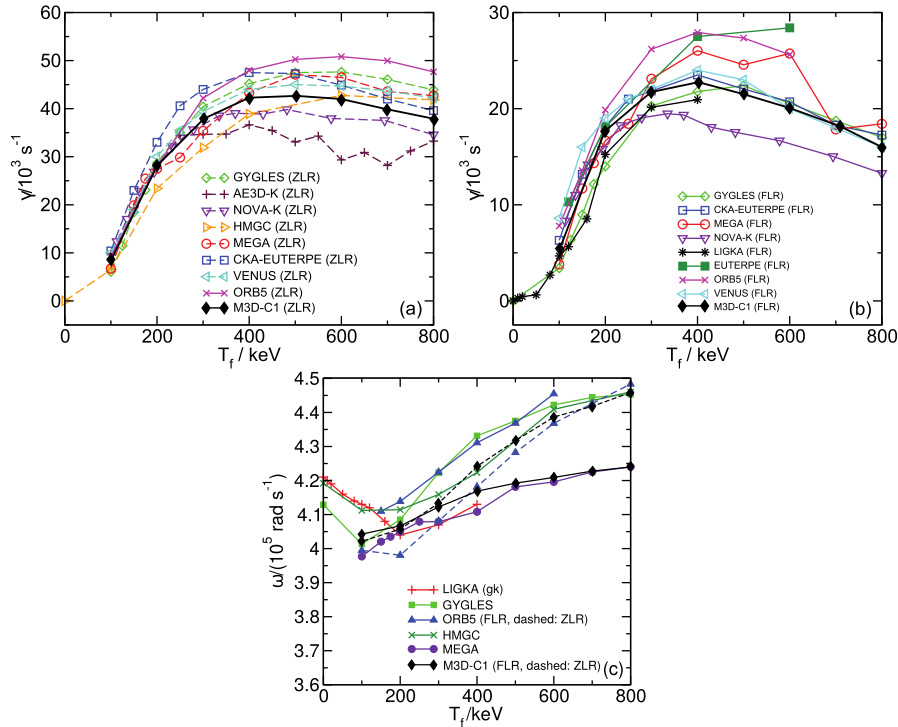 60
50
40
30
20
10
0
γ/10³ s⁻¹
GYGLES (ZLR)
AE3D-K (ZLR)
NOVA-K (ZLR)
HMGC (ZLR)
MEGA (ZLR)
CKA-EUTERPE (ZLR)
VENUS (ZLR)
ORB5 (ZLR)
M3D-C1 (ZLR)
(a)
0 200 400 600 800
T_f / keV
30
20
10
0
γ/10³ s⁻¹
GYGLES (FLR)
CKA-EUTERPE (FLR)
MEGA (FLR)
NOVA-K (FLR)
LIGKA (FLR)
EUTERPE (FLR)
ORB5 (FLR)
VENUS (FLR)
M3D-C1 (FLR)
(b)
0 200 400 600 800
T_f / keV
4.5
4.4
4.3
4.2
4.1
4
3.9
3.8
3.7
3.6
ω/(10⁵ rad s⁻¹)
LIGKA (gk)
GYGLES
ORB5 (FLR, dashed: ZLR)
HMGC
MEGA
M3D-C1 (FLR, dashed: ZLR)
(c)
0 200 400 600 800
T_f / keV